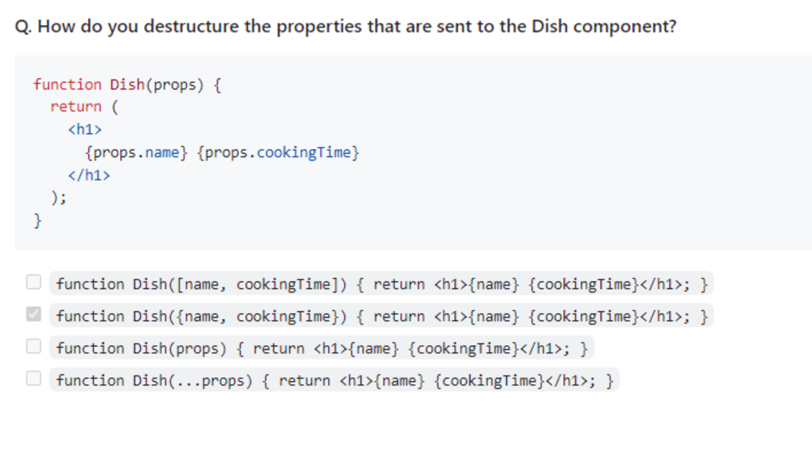 Q. How do you destructure the properties that are sent to the Dish component?
function Dish(props) {
  return (
    <h1>
      {props.name} {props.cookingTime}
    </h1>
  );
}
function Dish([name, cookingTime]) { return <h1>{name} {cookingTime}</h1>; }
function Dish({name, cookingTime}) { return <h1>{name} {cookingTime}</h1>; }
function Dish(props) { return <h1>{name} {cookingTime}</h1>; }
function Dish(...props) { return <h1>{name} {cookingTime}</h1>; }